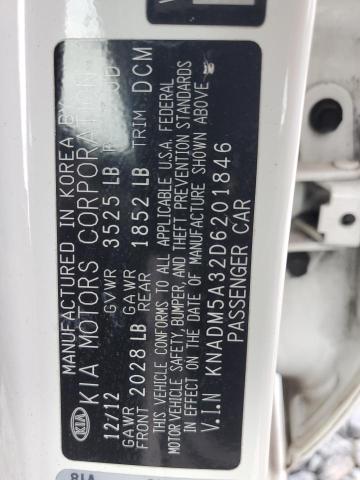 MANUFACTURED IN KOREA BY
KIA KIA MOTORS CORPORATION
12/12 GVWR 3525 LB
GAWR FRONT 2028 LB GAWR REAR 1852 LB TRIM DCM
THIS VEHICLE CONFORMS TO ALL APPLICABLE U.S.A. FEDERAL
MOTOR VEHICLE SAFETY, BUMPER, AND THEFT PREVENTION STANDARDS
IN EFFECT ON THE DATE OF MANUFACTURE SHOWN ABOVE
V.I.N KNADM5A32D6201846
PASSENGER CAR